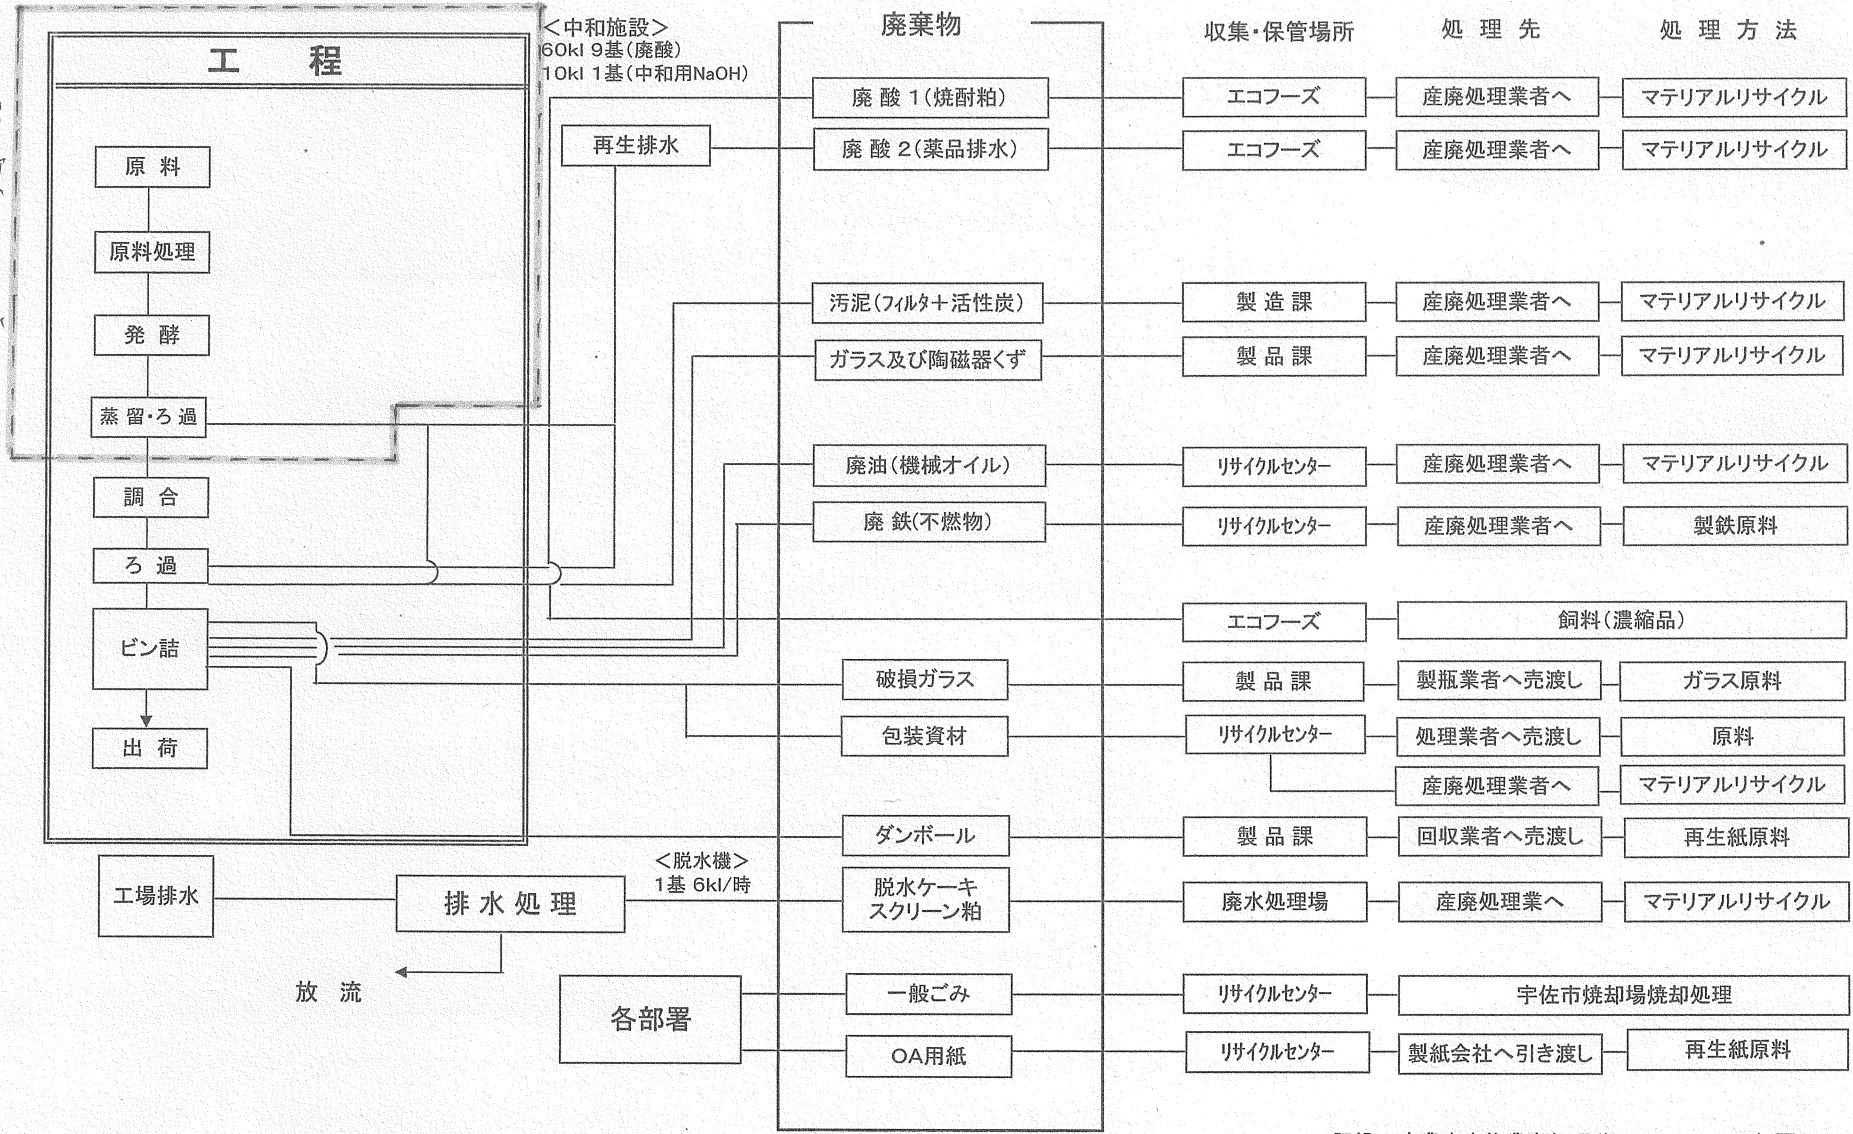 ＜中和施設＞
60kl 9基(廃酸)
10kl 1基(中和用NaOH)
廃棄物
収集・保管場所
処 理 先
処 理 方 法
工 程
原 料
原料処理
発 酵
蒸 留・ろ 過
調 合
ろ 過
ビン詰
出 荷
再生排水
廃 酸 1(焼酎粕)
エコフーズ
産廃処理業者へ
マテリアルリサイクル
廃 酸 2(薬品排水)
エコフーズ
産廃処理業者へ
マテリアルリサイクル
汚泥(フィルタ＋活性炭)
製 造 課
産廃処理業者へ
マテリアルリサイクル
ガラス及び陶磁器くず
製 品 課
産廃処理業者へ
マテリアルリサイクル
廃油(機械オイル)
リサイクルセンター
産廃処理業者へ
マテリアルリサイクル
廃 鉄(不燃物)
リサイクルセンター
産廃処理業者へ
製鉄原料
エコフーズ
飼料(濃縮品)
破損ガラス
製 品 課
製瓶業者へ売渡し
ガラス原料
包装資材
リサイクルセンター
処理業者へ売渡し
原料
産廃処理業者へ
マテリアルリサイクル
ダンボール
製 品 課
回収業者へ売渡し
再生紙原料
工場排水
排 水 処 理
＜脱水機＞
1基 6kl/時
脱水ケーキ
スクリーン粕
廃水処理場
産廃処理業へ
マテリアルリサイクル
放 流
各部署
一般ごみ
リサイクルセンター
宇佐市焼却場焼却処理
OA用紙
リサイクルセンター
製紙会社へ引き渡し
再生紙原料